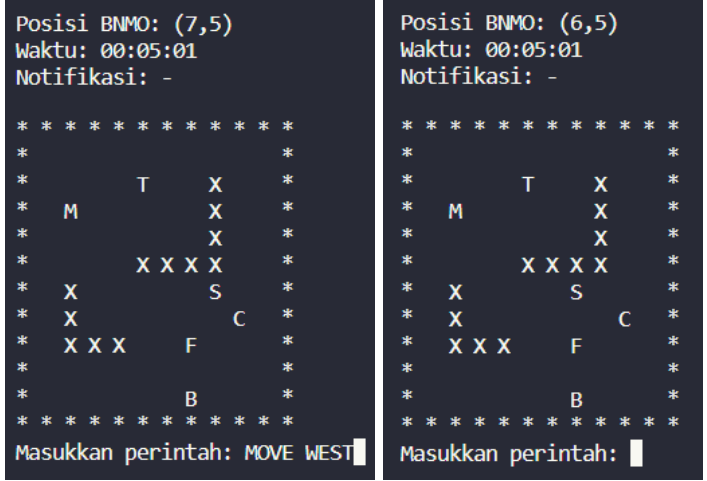 Posisi BNMO: (7,5)
Waktu: 00:05:01
Notifikasi: -
* * * * * * * * * * * *
*                     *
*         T     X     *
*   M           X     *
*               X     *
*         X X X X     *
*   X           S     *
*   X             C   *
*   X X X     F       *
*                     *
*             B       *
* * * * * * * * * * * *
Masukkan perintah: MOVE WEST
Posisi BNMO: (6,5)
Waktu: 00:05:01
Notifikasi: -
* * * * * * * * * * * *
*                     *
*         T     X     *
*   M           X     *
*               X     *
*         X X X X     *
*   X         S       *
*   X             C   *
*   X X X     F       *
*                     *
*             B       *
* * * * * * * * * * * *
Masukkan perintah: